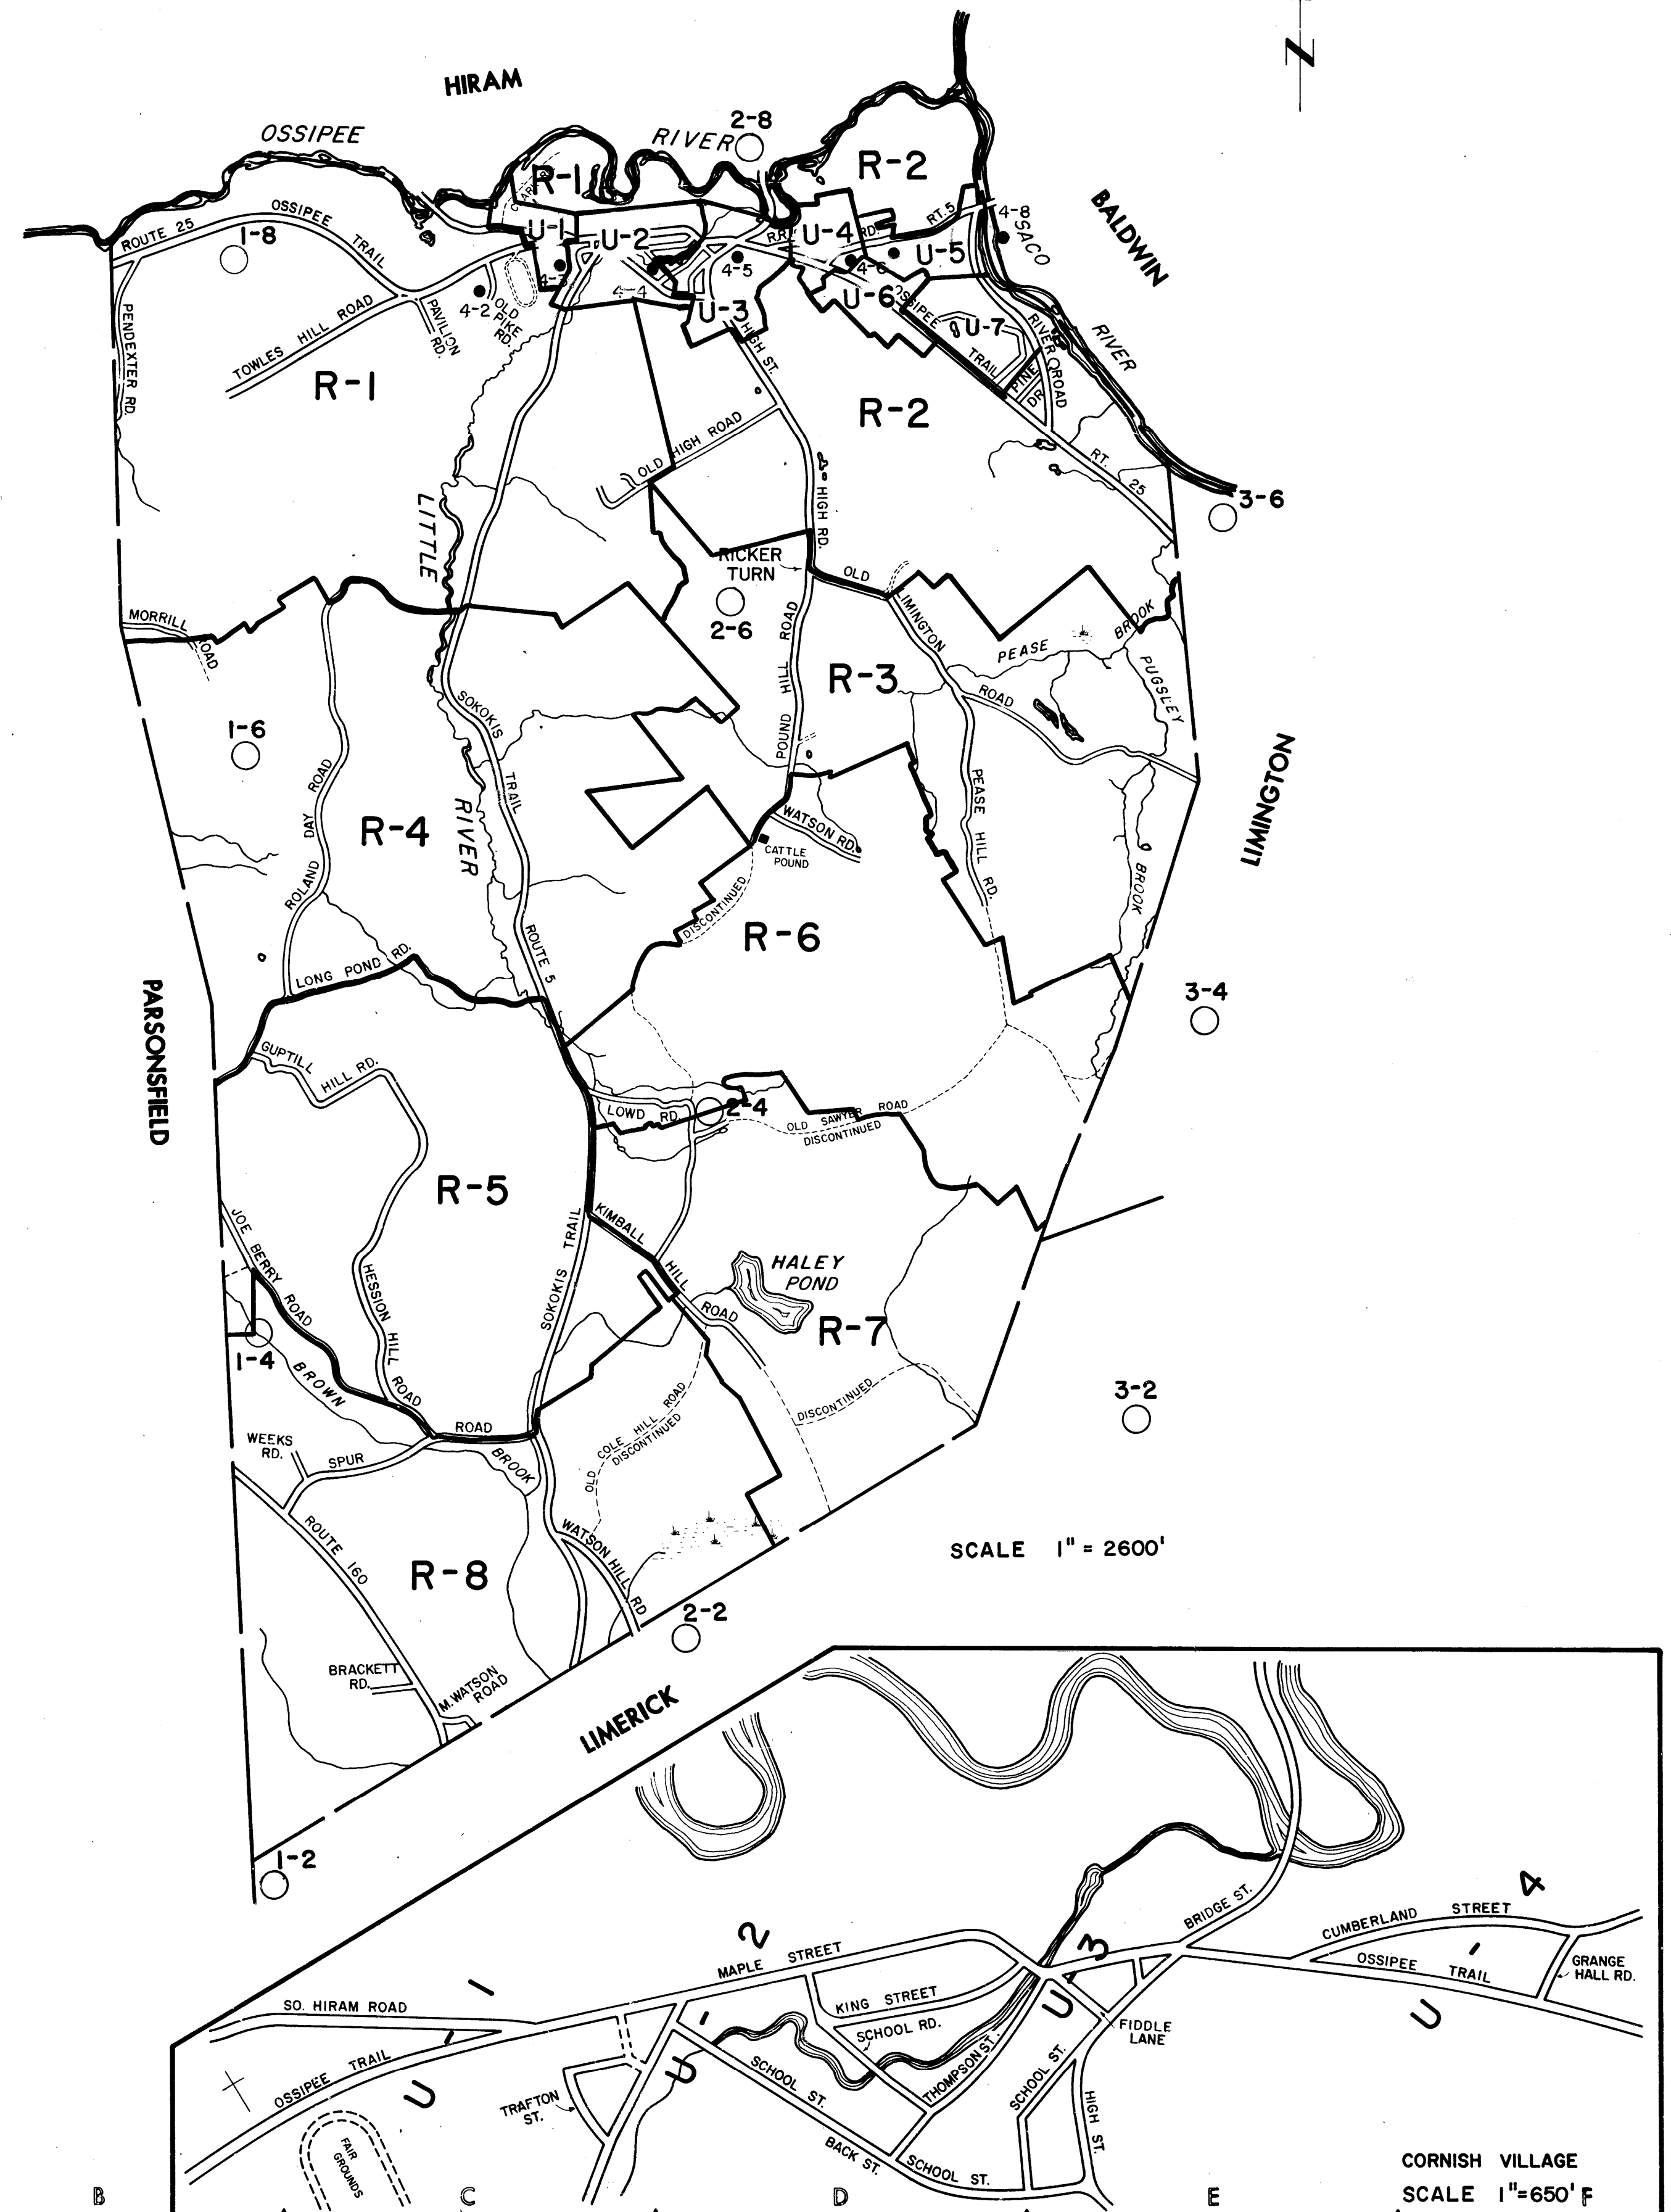 N
HIRAM
OSSIPEE
RIVER
2-8
R-2
R-1
ROUTE 25
OSSIPEE
TRAIL
1-8
U-1
U-2
R.R.
U-4
RD.
RT. 5
4-8
SACO
BALDWIN
4-3
4-4
4-5
4-6
U-5
U-3
U-6
OSSIPEE
TRAIL
U-7
RIVER
ROAD
RIVER
PINE
DR.
4-2
OLD
PIKE
RD.
PAVILION
RD.
TOWLES HILL ROAD
PENDEXTER RD.
R-1
HIGH ST.
R-2
OLD HIGH ROAD
HIGH RD.
RT.
25
3-6
LITTLE
RICKER
TURN
OLD
LIMINGTON
ROAD
2-6
MORRILL
ROAD
PEASE
BROOK
PUGSLEY
R-3
POUND HILL ROAD
SOKOKIS
TRAIL
1-6
ROLAND DAY ROAD
R-4
RIVER
PEASE HILL RD.
WATSON RD.
CATTLE
POUND
LIMINGTON
BROOK
DISCONTINUED
R-6
ROUTE 5
LONG POND RD.
PARSONSFIELD
3-4
GUPTILL
HILL RD.
LOWD RD.
2-4
OLD SAWYER ROAD
DISCONTINUED
R-5
JOE BERRY ROAD
KIMBALL
HILL
ROAD
SOKOKIS TRAIL
HESSION HILL ROAD
HALEY
POND
R-7
1-4
BROWN
BROOK
OLD COLE HILL ROAD
DISCONTINUED
DISCONTINUED
3-2
WEEKS
RD.
SPUR
ROAD
ROUTE 160
WATSON HILL RD
SCALE 1" = 2600'
R-8
2-2
BRACKETT
RD.
M. WATSON
ROAD
LIMERICK
1-2
BRIDGE ST.
CUMBERLAND STREET
U-4
OSSIPEE TRAIL
GRANGE
HALL RD.
U-2
MAPLE STREET
U-3
KING STREET
SCHOOL RD.
SO. HIRAM ROAD
U-1
OSSIPEE TRAIL
FIDDLE
LANE
THOMPSON ST.
SCHOOL ST.
SCHOOL ST.
TRAFTON
ST.
HIGH ST.
BACK ST.
SCHOOL ST.
FAIR
GROUNDS
CORNISH VILLAGE
SCALE 1"=650'
B
C
D
E
F